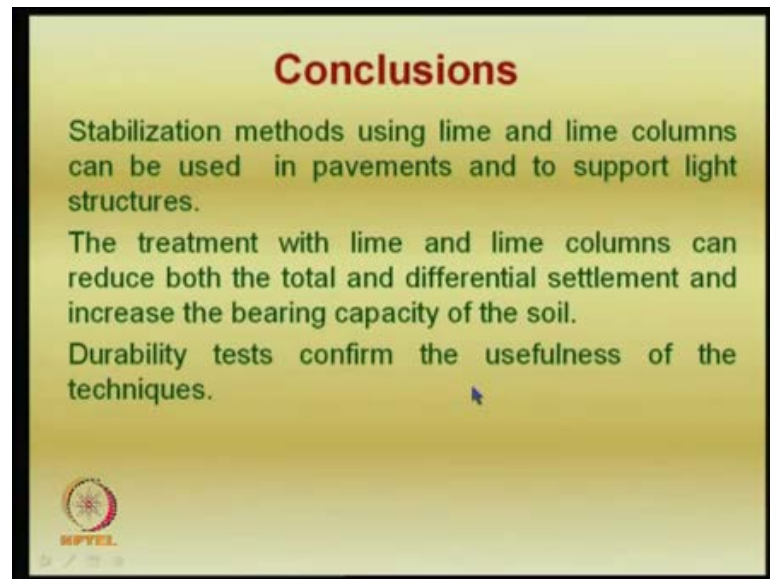 Conclusions
Stabilization methods using lime and lime columns
can be used in pavements and to support light
structures.
The treatment with lime and lime columns can
reduce both the total and differential settlement and
increase the bearing capacity of the soil.
Durability tests confirm the usefulness of the
techniques.
NPTEL